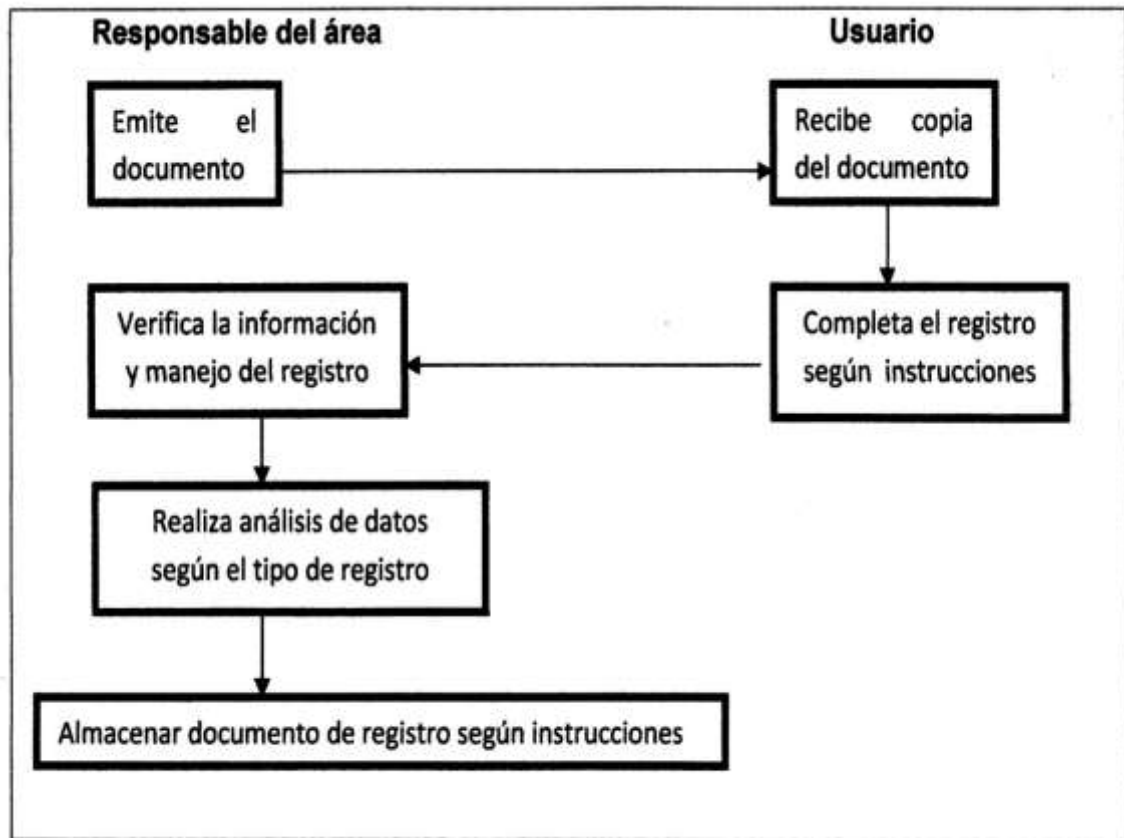 Responsable del área
Usuario
Emite el
documento
Recibe copia
del documento
Verifica la información
y manejo del registro
Completa el registro
según instrucciones
Realiza análisis de datos
según el tipo de registro
Almacenar documento de registro según instrucciones